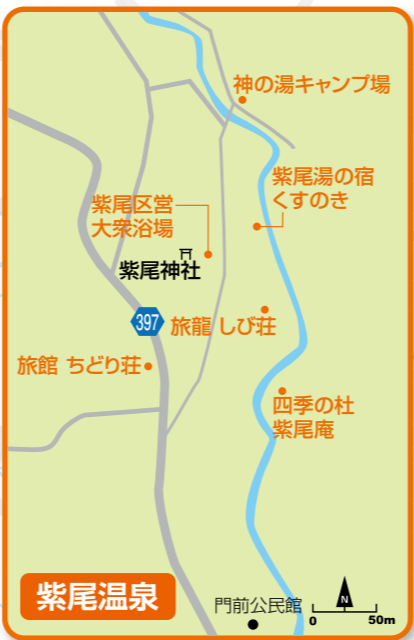 神の湯キャンプ場
紫尾湯の宿
くすのき
紫尾区営
大衆浴場
紫尾神社
397
旅龍 しび荘
旅館 ちどり荘
四季の杜
紫尾庵
紫尾温泉
門前公民館
N
0 50m